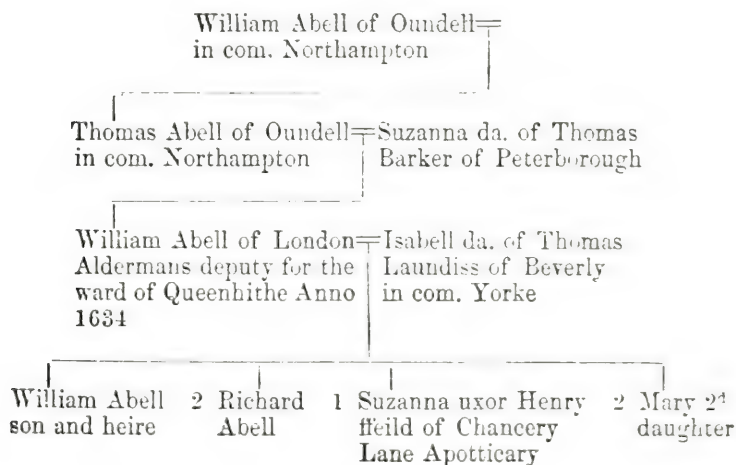 William Abell of Oundell
in com. Northampton
Thomas Abell of Oundell=Suzanna da. of Thomas
in com. Northampton Barker of Peterborough
William Abell of London=Isabell da. of Thomas
Aldermans deputy for the Laundiss of Beverly
ward of Queenhithe Anno in com. Yorke
1634
William Abell 2 Richard 1 Suzanna uxor Henry 2 Mary 2d
son and heire Abell ffeild of Chancery daughter
Lane Apotticary